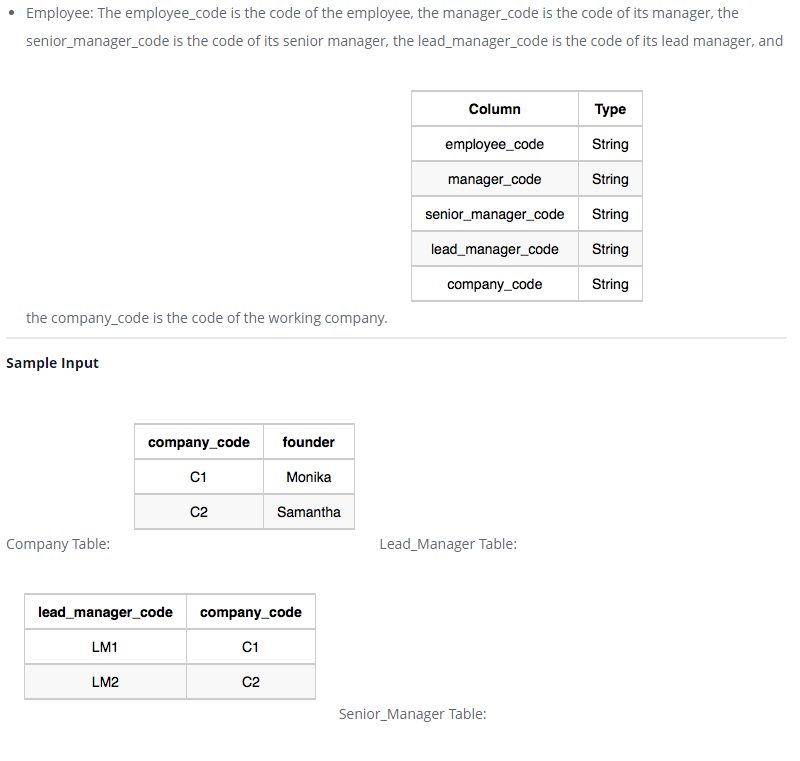 Employee: The employee_code is the code of the employee, the manager_code is the code of its manager, the
senior_manager_code is the code of its senior manager, the lead_manager_code is the code of its lead manager, and
Column Type
employee_code String
manager_code String
senior_manager_code String
lead_manager_code String
company_code String
the company_code is the code of the working company.
Sample Input
company_code founder
C1 Monika
C2 Samantha
Company Table: Lead_Manager Table:
lead_manager_code company_code
LM1 C1
LM2 C2
Senior_Manager Table: